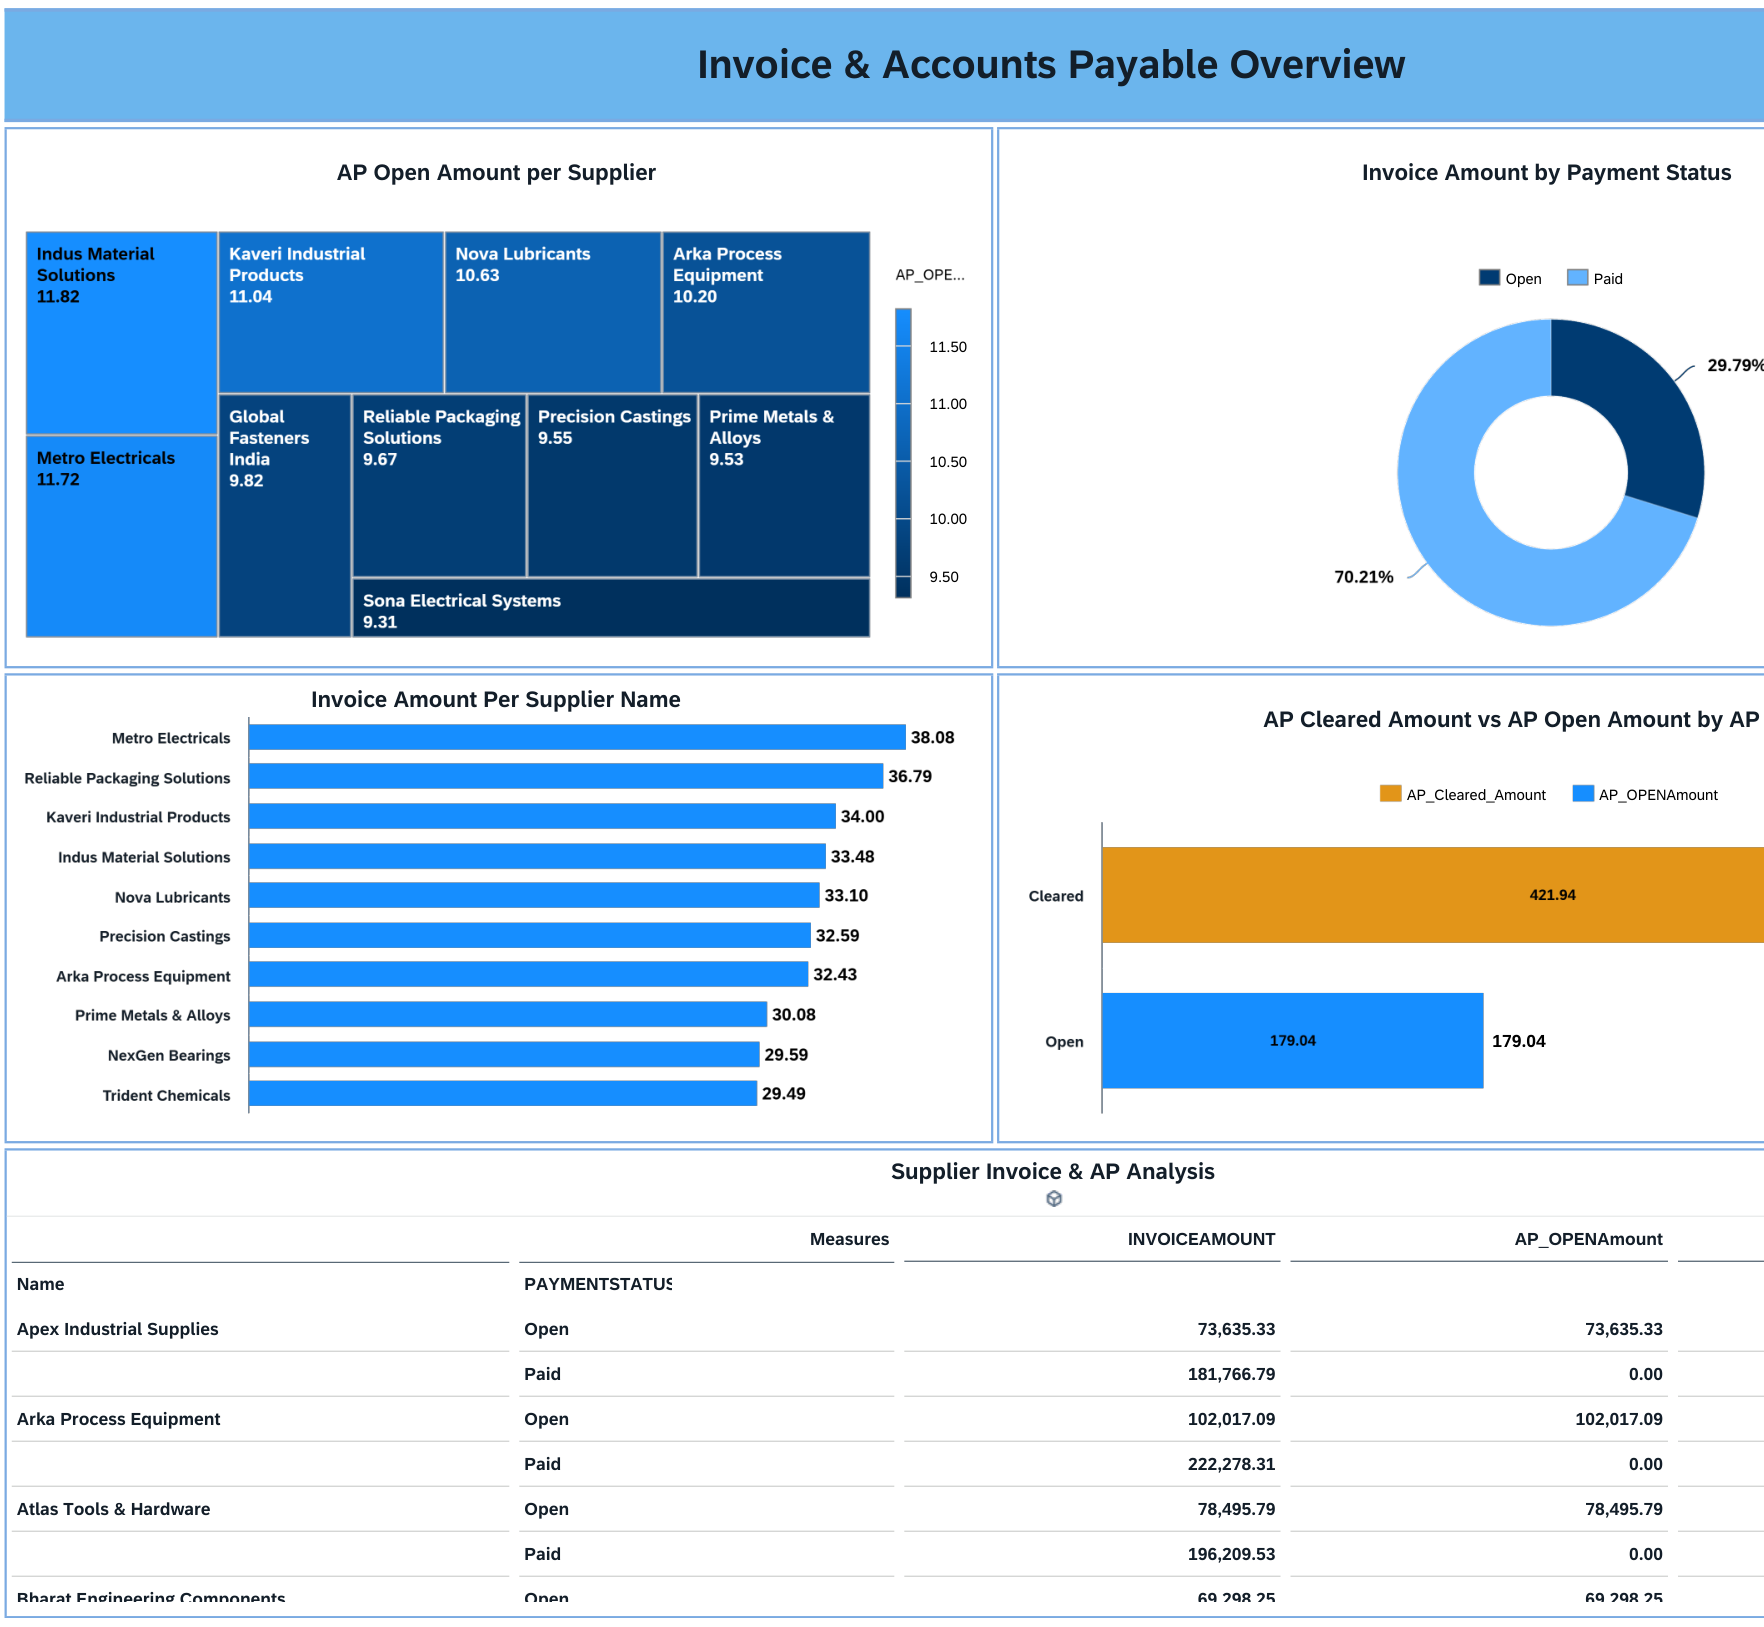 Invoice & Accounts Payable Overview
AP Open Amount per Supplier
Indus Material
Solutions
11.82
Kaveri Industrial
Products
11.04
Nova Lubricants
10.63
Arka Process
Equipment
10.20
Metro Electricals
11.72
Global
Fasteners
India
9.82
Reliable Packaging
Solutions
9.67
Precision Castings
9.55
Prime Metals &
Alloys
9.53
Sona Electrical Systems
9.31
AP_OPE...
11.50
11.00
10.50
10.00
9.50
Invoice Amount by Payment Status
Open
Paid
29.79%
70.21%
Invoice Amount Per Supplier Name
Metro Electricals 38.08
Reliable Packaging Solutions 36.79
Kaveri Industrial Products 34.00
Indus Material Solutions 33.48
Nova Lubricants 33.10
Precision Castings 32.59
Arka Process Equipment 32.43
Prime Metals & Alloys 30.08
NexGen Bearings 29.59
Trident Chemicals 29.49
AP Cleared Amount vs AP Open Amount by AP
AP_Cleared_Amount
AP_OPENAmount
Cleared 421.94
Open 179.04 179.04
Supplier Invoice & AP Analysis
Measures INVOICEAMOUNT AP_OPENAmount
Name PAYMENTSTATUS
Apex Industrial Supplies Open 73,635.33 73,635.33
Paid 181,766.79 0.00
Arka Process Equipment Open 102,017.09 102,017.09
Paid 222,278.31 0.00
Atlas Tools & Hardware Open 78,495.79 78,495.79
Paid 196,209.53 0.00
Bharat Engineering Components Open 69,298.25 69,298.25